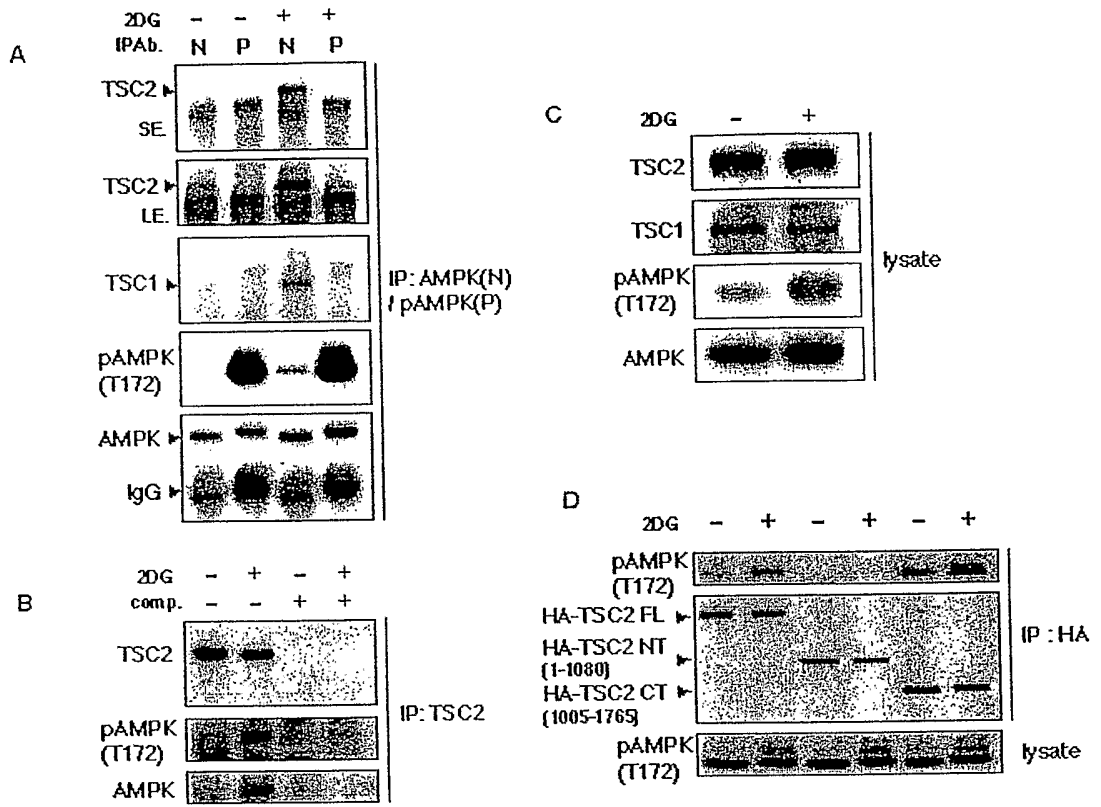 A
2DG - - + +
IPAb. N P N P
TSC2
SE.
TSC2
LE.
TSC1
pAMPK
(T172)
AMPK
IgG
IP: AMPK(N)
/ pAMPK(P)
B
2DG - + - +
comp. - - + +
TSC2
pAMPK
(T172)
AMPK
IP: TSC2
C
2DG - +
TSC2
TSC1
pAMPK
(T172)
AMPK
lysate
D
2DG - + - + - +
pAMPK
(T172)
HA-TSC2 FL
HA-TSC2 NT
(1-1080)
HA-TSC2 CT
(1005-1765)
IP : HA
pAMPK
(T172)
lysate